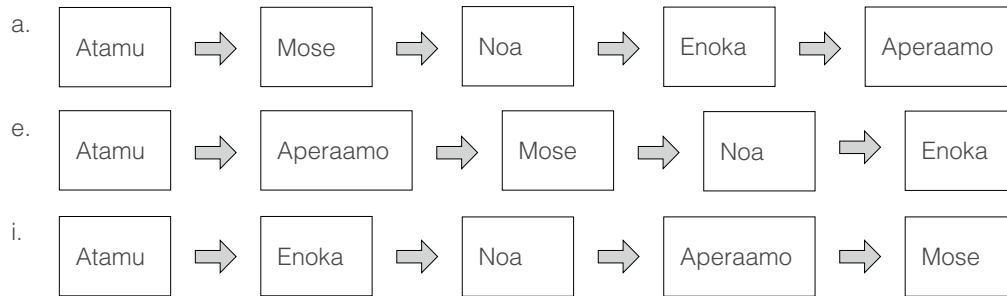 a. Atamu Mose Noa Enoka Aperaamo
e. Atamu Aperaamo Mose Noa Enoka
i. Atamu Enoka Noa Aperaamo Mose